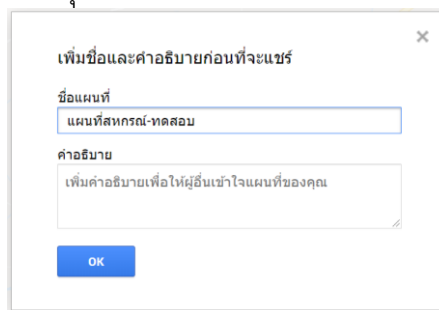 เพิ่มชื่อและคำอธิบายก่อนที่จะแชร์
ชื่อแผนที่
แผนที่สหกรณ์-ทดสอบ
คำอธิบาย
เพิ่มคำอธิบายเพื่อให้ผู้อื่นเข้าใจแผนที่ของคุณ
OK